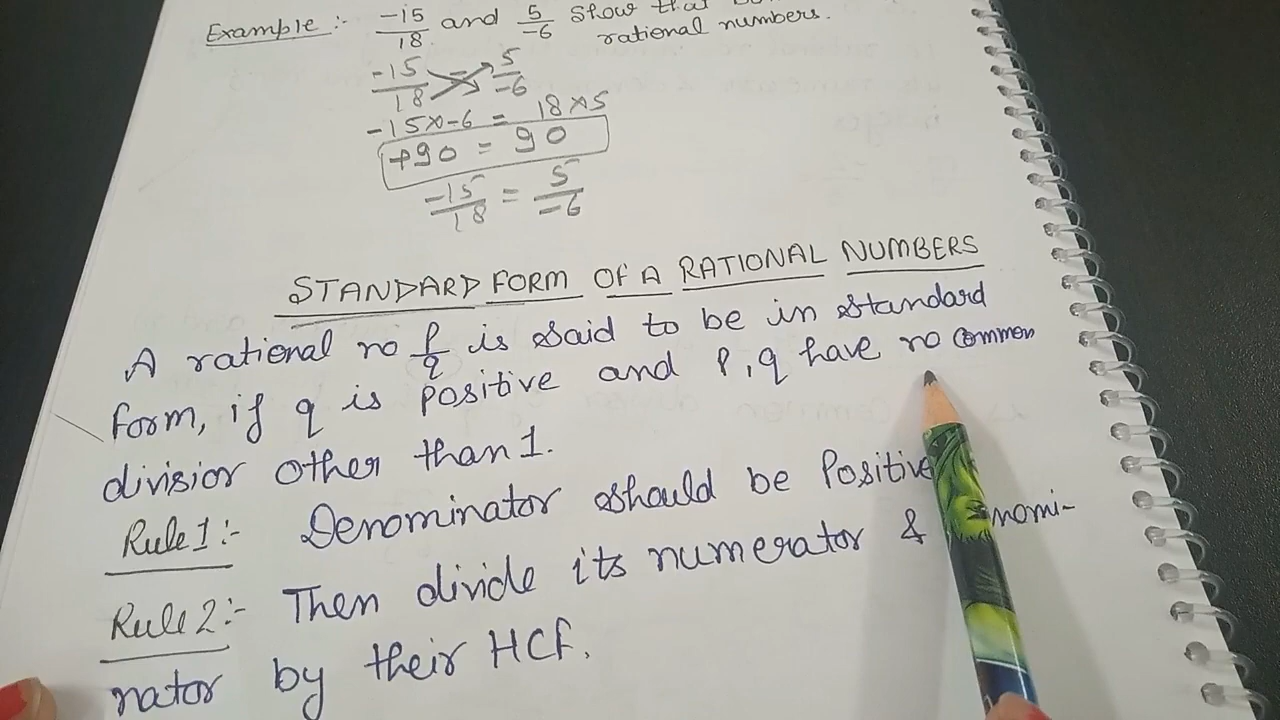 Example :- -15/18 and 5/-6 show that
rational numbers.
-15/18 5/-6
-15×-6 = 18×5
+90 = 90
-15/18 = 5/-6
STANDARD FORM OF A RATIONAL NUMBERS
A rational no P/q is said to be in standard
form, if q is positive and P, q have no common
divisior other than 1.
Rule 1:- Denominator should be Positive
Rule 2:- Then divide its numerator & nomi-
nator by their HCF.